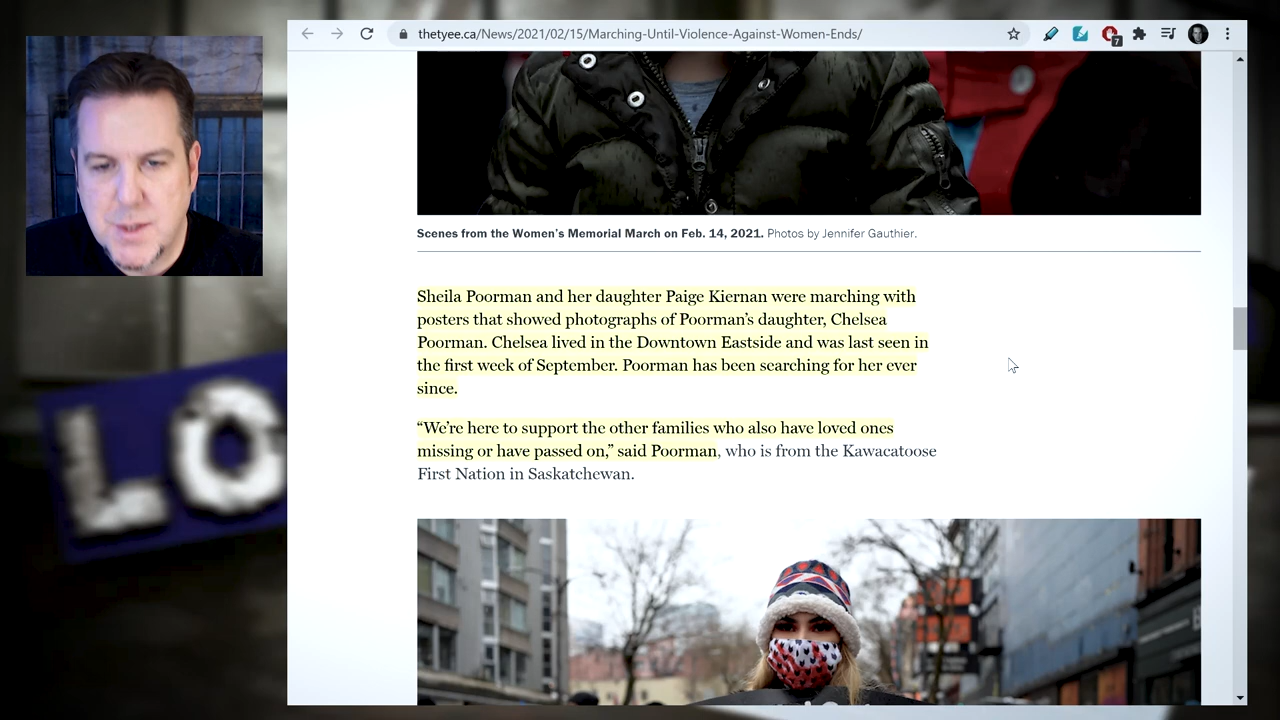 thetyee.ca/News/2021/02/15/Marching-Until-Violence-Against-Women-Ends/
7
Scenes from the Women's Memorial March on Feb. 14, 2021. Photos by Jennifer Gauthier.
Sheila Poorman and her daughter Paige Kiernan were marching with
posters that showed photographs of Poorman's daughter, Chelsea
Poorman. Chelsea lived in the Downtown Eastside and was last seen in
the first week of September. Poorman has been searching for her ever
since.
“We're here to support the other families who also have loved ones
missing or have passed on,” said Poorman, who is from the Kawacatoose
First Nation in Saskatchewan.
LO